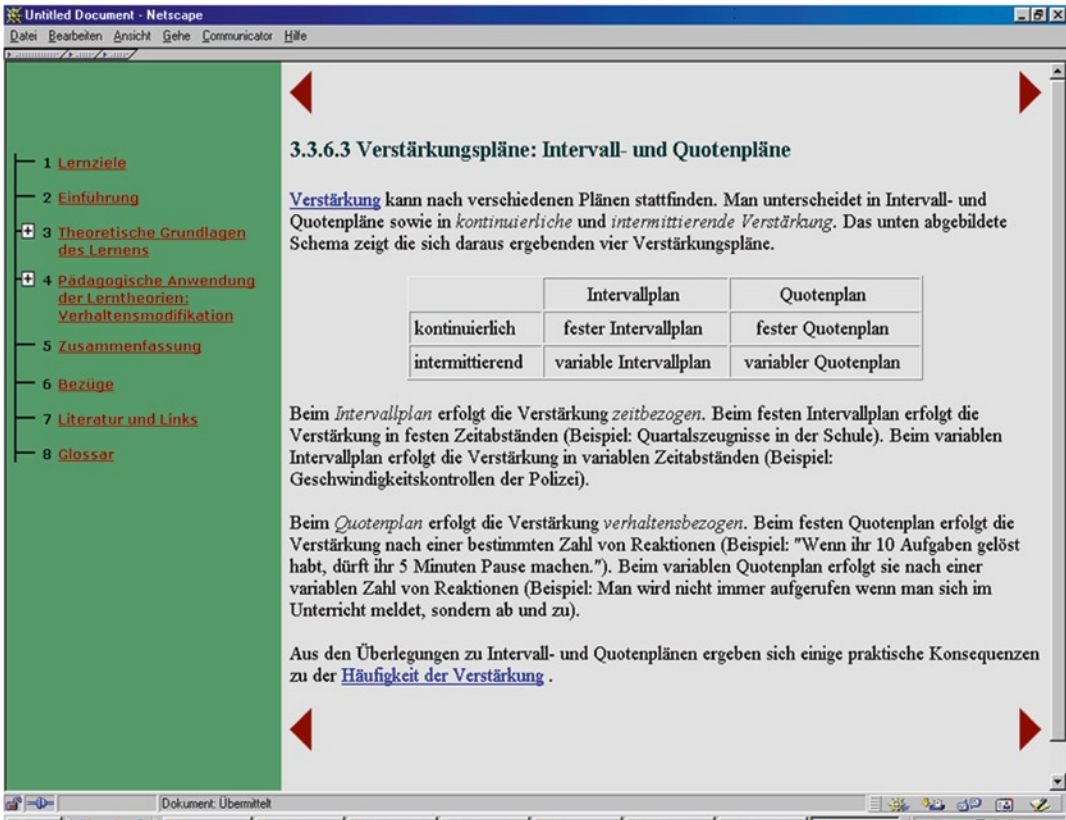 Untitled Document - Netscape
Datei Bearbeiten Ansicht Gehe Communicator Hilfe
1 Lernziele
2 Einführung
3 Theoretische Grundlagen
des Lernens
4 Pädagogische Anwendung
der Lerntheorien:
Verhaltensmodifikation
5 Zusammenfassung
6 Bezüge
7 Literatur und Links
8 Glossar
3.3.6.3 Verstärkungspläne: Intervall- und Quotenpläne
Verstärkung kann nach verschiedenen Plänen stattfinden. Man unterscheidet in Intervall- und
Quotenpläne sowie in kontinuierliche und intermittierende Verstärkung. Das unten abgebildete
Schema zeigt die sich daraus ergebenden vier Verstärkungspläne.
Intervallplan Quotenplan
kontinuierlich fester Intervallplan fester Quotenplan
intermittierend variable Intervallplan variabler Quotenplan
Beim Intervallplan erfolgt die Verstärkung zeitbezogen. Beim festen Intervallplan erfolgt die
Verstärkung in festen Zeitabständen (Beispiel: Quartalszeugnisse in der Schule). Beim variablen
Intervallplan erfolgt die Verstärkung in variablen Zeitabständen (Beispiel:
Geschwindigkeitskontrollen der Polizei).
Beim Quotenplan erfolgt die Verstärkung verhaltensbezogen. Beim festen Quotenplan erfolgt die
Verstärkung nach einer bestimmten Zahl von Reaktionen (Beispiel: "Wenn ihr 10 Aufgaben gelöst
habt, dürft ihr 5 Minuten Pause machen."). Beim variablen Quotenplan erfolgt sie nach einer
variablen Zahl von Reaktionen (Beispiel: Man wird nicht immer aufgerufen wenn man sich im
Unterricht meldet, sondern ab und zu).
Aus den Überlegungen zu Intervall- und Quotenplänen ergeben sich einige praktische Konsequenzen
zu der Häufigkeit der Verstärkung .
Dokument: Übermittelt